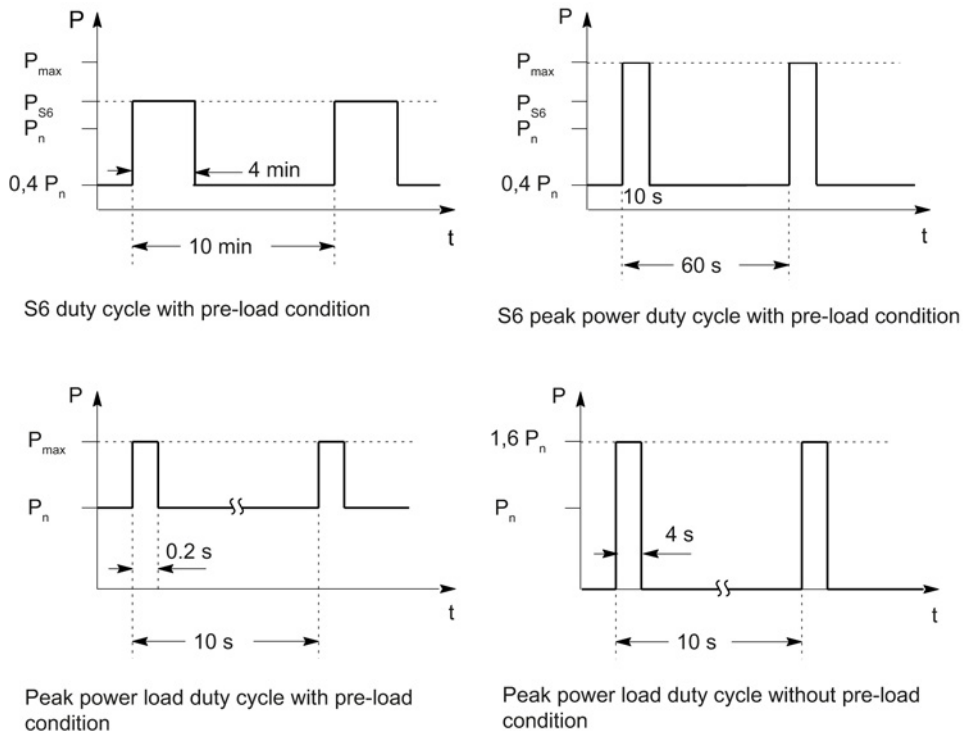 P
P max
P S6
P n
0,4 P n
4 min
t
10 min
S6 duty cycle with pre-load condition
P
P max
P S6
P n
0,4 P n
10 s
t
60 s
S6 peak power duty cycle with pre-load condition
P
P max
P n
0.2 s
t
10 s
Peak power load duty cycle with pre-load
condition
P
1,6 P n
P n
4 s
t
10 s
Peak power load duty cycle without pre-load
condition